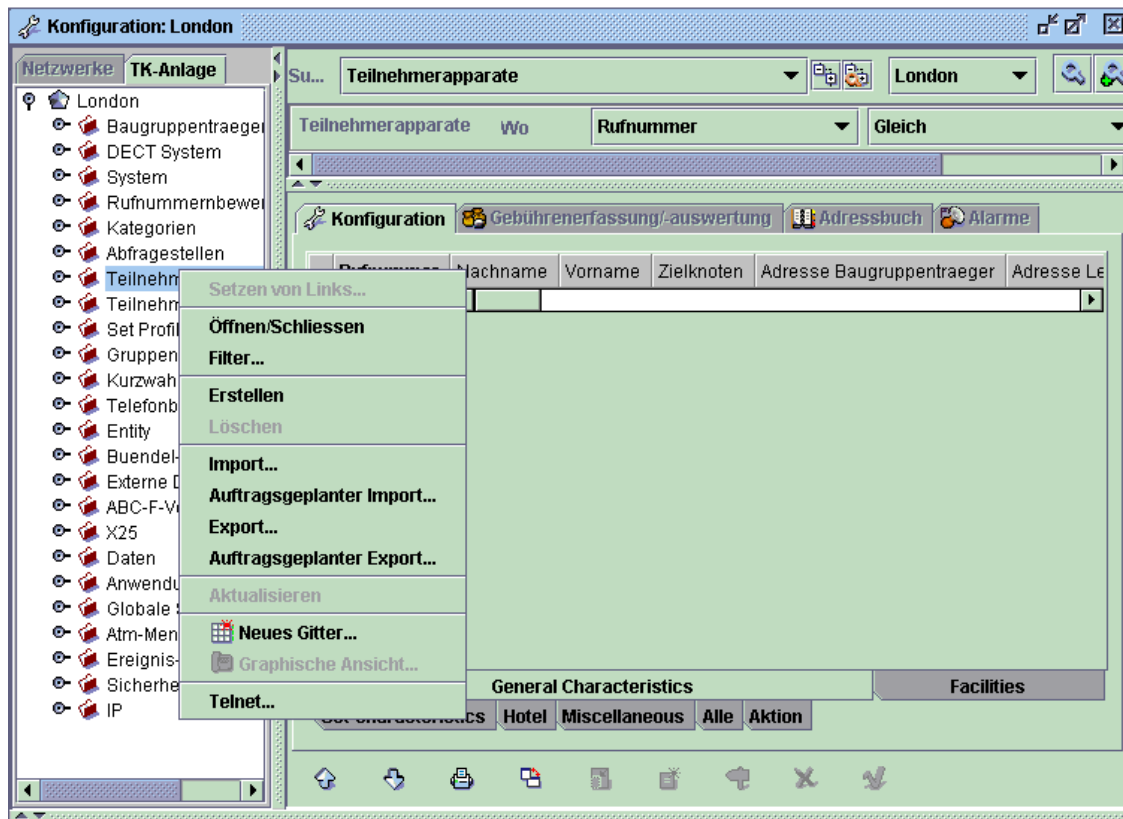 Konfiguration: London
Netzwerke TK-Anlage
London
Baugruppentraeger
DECT System
System
Rufnummernbewer
Kategorien
Abfragestellen
Teilnehm
Teilnehm
Set Profil
Gruppen
Kurzwah
Telefonb
Entity
Buendel-
Externe D
ABC-F-Ve
X25
Daten
Anwendu
Globale
Atm-Men
Ereignis-
Sicherhe
IP
Su... Teilnehmerapparate London
Teilnehmerapparate Wo Rufnummer Gleich
Konfiguration Gebührenerfassung/-auswertung Adressbuch Alarme
Rufnummer Nachname Vorname Zielknoten Adresse Baugruppentraeger Adresse Le
Setzen von Links...
Öffnen/Schliessen
Filter...
Erstellen
Löschen
Import...
Auftragsgeplanter Import...
Export...
Auftragsgeplanter Export...
Aktualisieren
Neues Gitter...
Graphische Ansicht...
Telnet...
General Characteristics Facilities
Set Characteristics Hotel Miscellaneous Alle Aktion